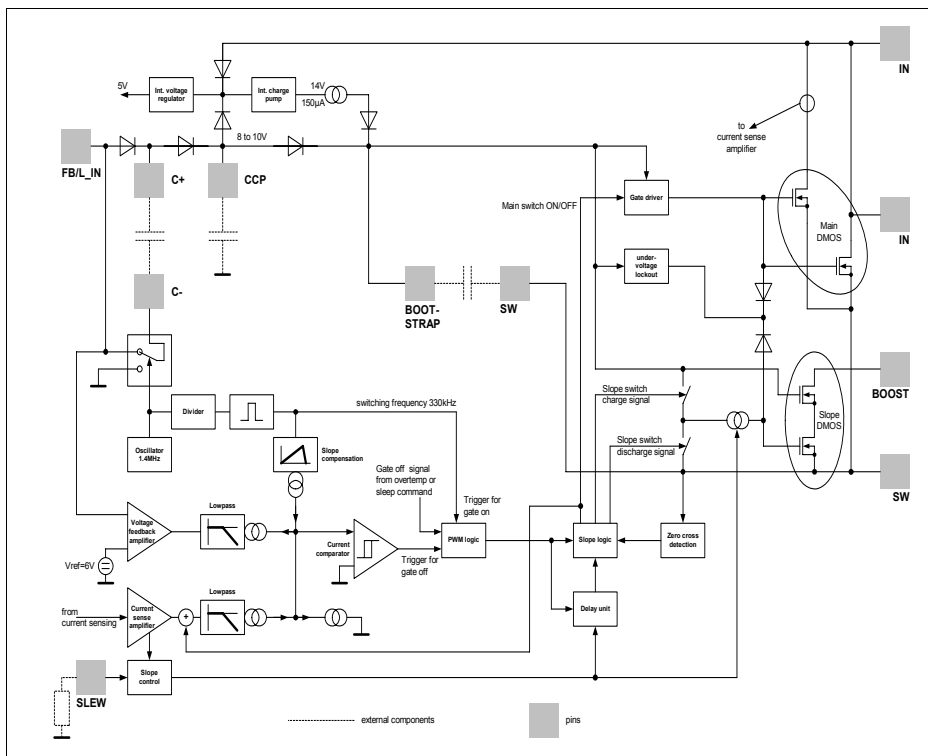 IN
5V
Int. voltage
regulator
Int. charge
pump
14V
150µA
to
current sense
amplifier
8 to 10V
FB/L_IN
C+
CCP
Main switch ON/OFF
Gate driver
Main
DMOS
IN
under-
voltage
lockout
C-
BOOT-
STRAP
SW
BOOST
Slope switch
charge signal
Slope
DMOS
Divider
switching frequency 330kHz
Oscillator
1.4MHz
Slope
compensation
Slope switch
discharge signal
SW
Gate off signal
from overtemp or
sleep command
Trigger for
gate on
Voltage
feedback
amplifier
Lowpass
Current
comparator
PWM logic
Slope logic
Zero cross
detection
Trigger for
gate off
Vref=6V
Lowpass
from
current sensing
Current
sense
amplifier
+
Delay unit
Slope
control
SLEW
external components
pins